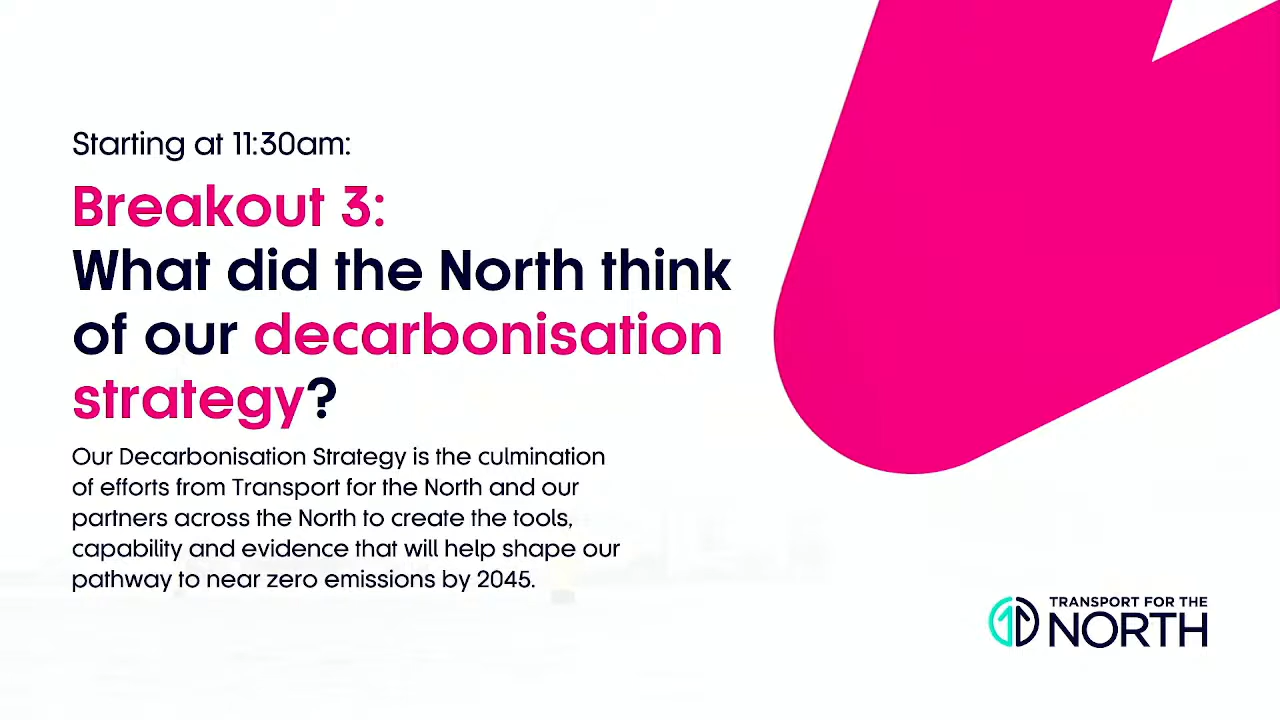 Starting at 11:30am:
Breakout 3:
What did the North think
of our decarbonisation
strategy?
Our Decarbonisation Strategy is the culmination
of efforts from Transport for the North and our
partners across the North to create the tools,
capability and evidence that will help shape our
pathway to near zero emissions by 2045.
TRANSPORT FOR THE
NORTH